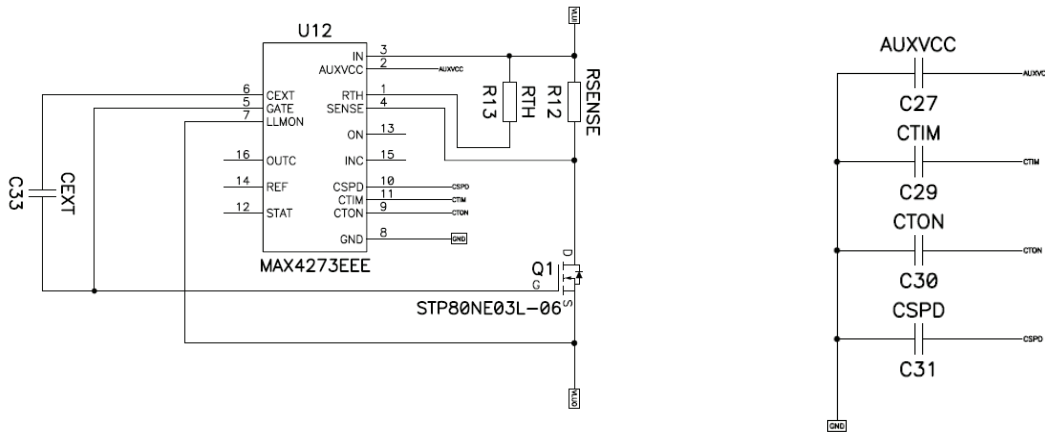 U12
IN 3
AUXVCC 2 AUXVCC
6 CEXT RTH 1
5 GATE SENSE 4
7 LLMON
ON 13
16 OUTC INC 15
14 REF CSPD 10 CSPD
CTIM 11 CTIM
12 STAT CTON 9 CTON
GND 8 GND
MAX4273EEE
R13
RTH
R12
RSENSE
C33
CEXT
Q1
D
G
S
STP80NE03L-06
AUXVCC
AUXVC
C27
CTIM
CTIM
C29
CTON
CTON
C30
CSPD
CSPD
C31
GND